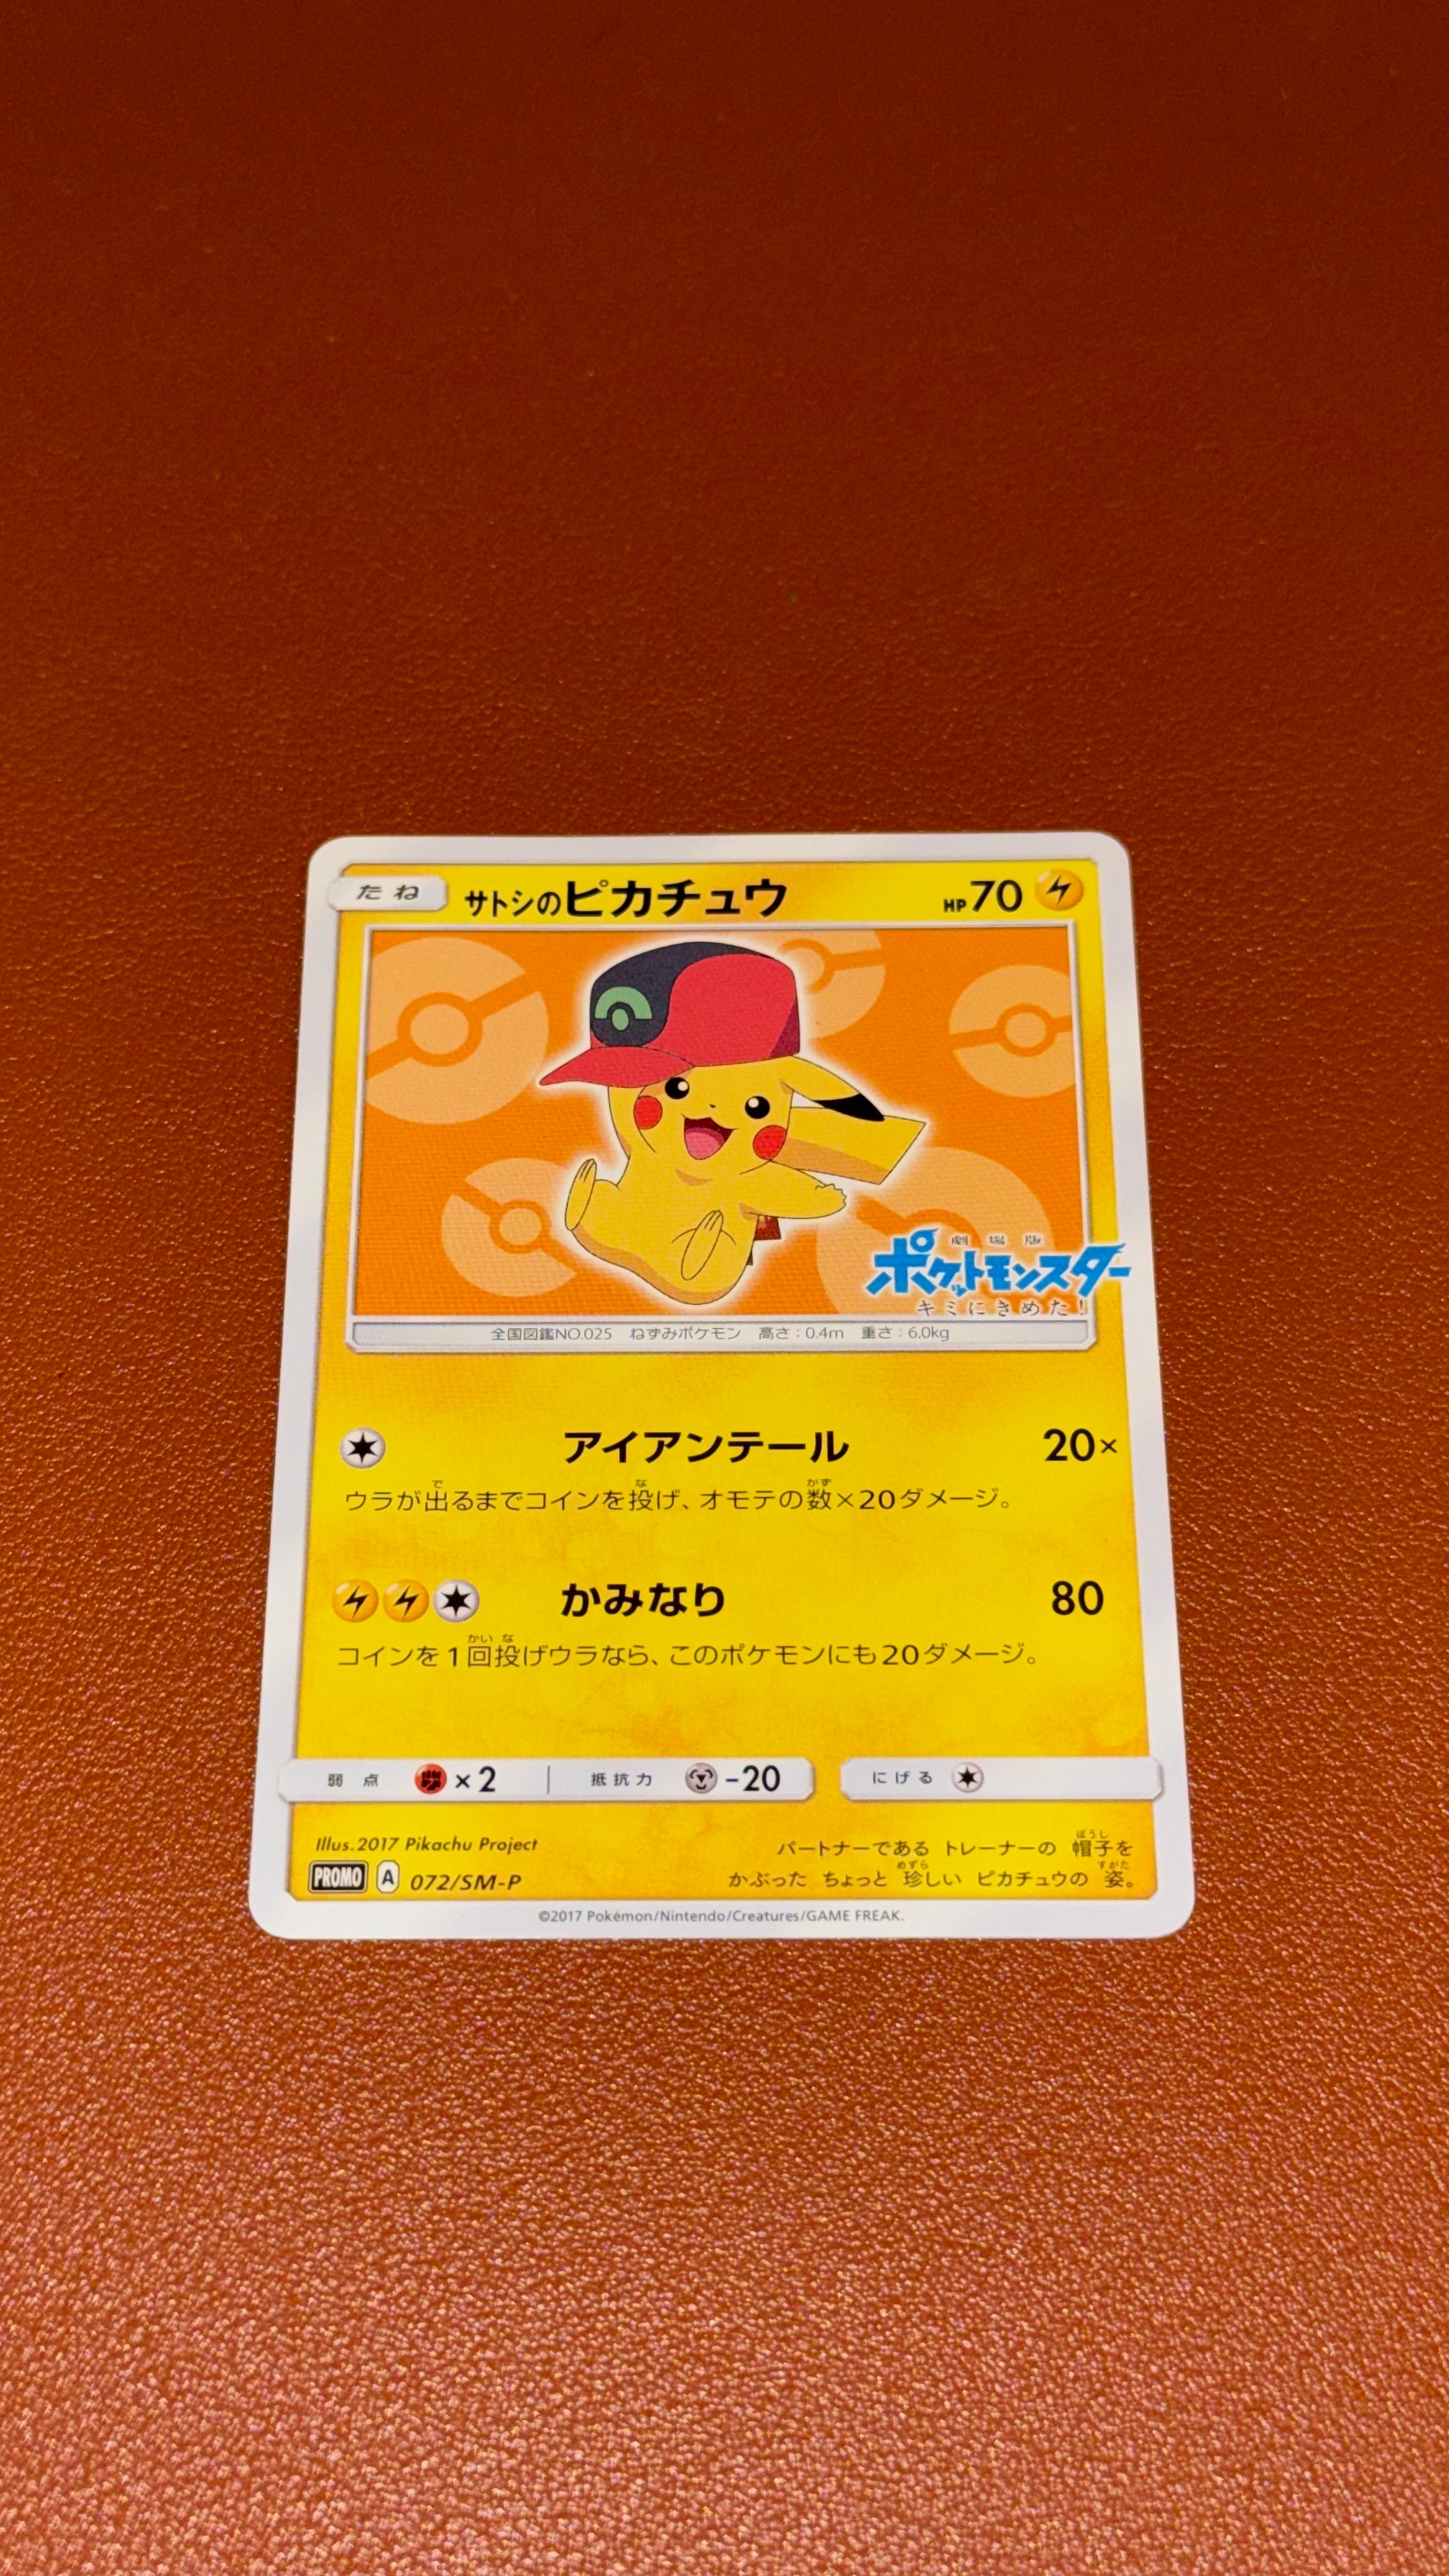 たね サトシのピカチュウ HP70
劇場版
ポケットモンスター
キミにきめた!
全国図鑑NO.025 ねずみポケモン 高さ:0.4m 重さ:6.0kg
アイアンテール 20×
ウラが出るまでコインを投げ、オモテの数×20ダメージ。
かみなり 80
コインを1回投げウラなら、このポケモンにも20ダメージ。
弱点 ×2 抵抗力 -20 にげる
Illus.2017 Pikachu Project
PROMO A 072/SM-P
パートナーである トレーナーの 帽子を
かぶった ちょっと 珍しい ピカチュウの 姿。
©2017 Pokémon/Nintendo/Creatures/GAME FREAK.